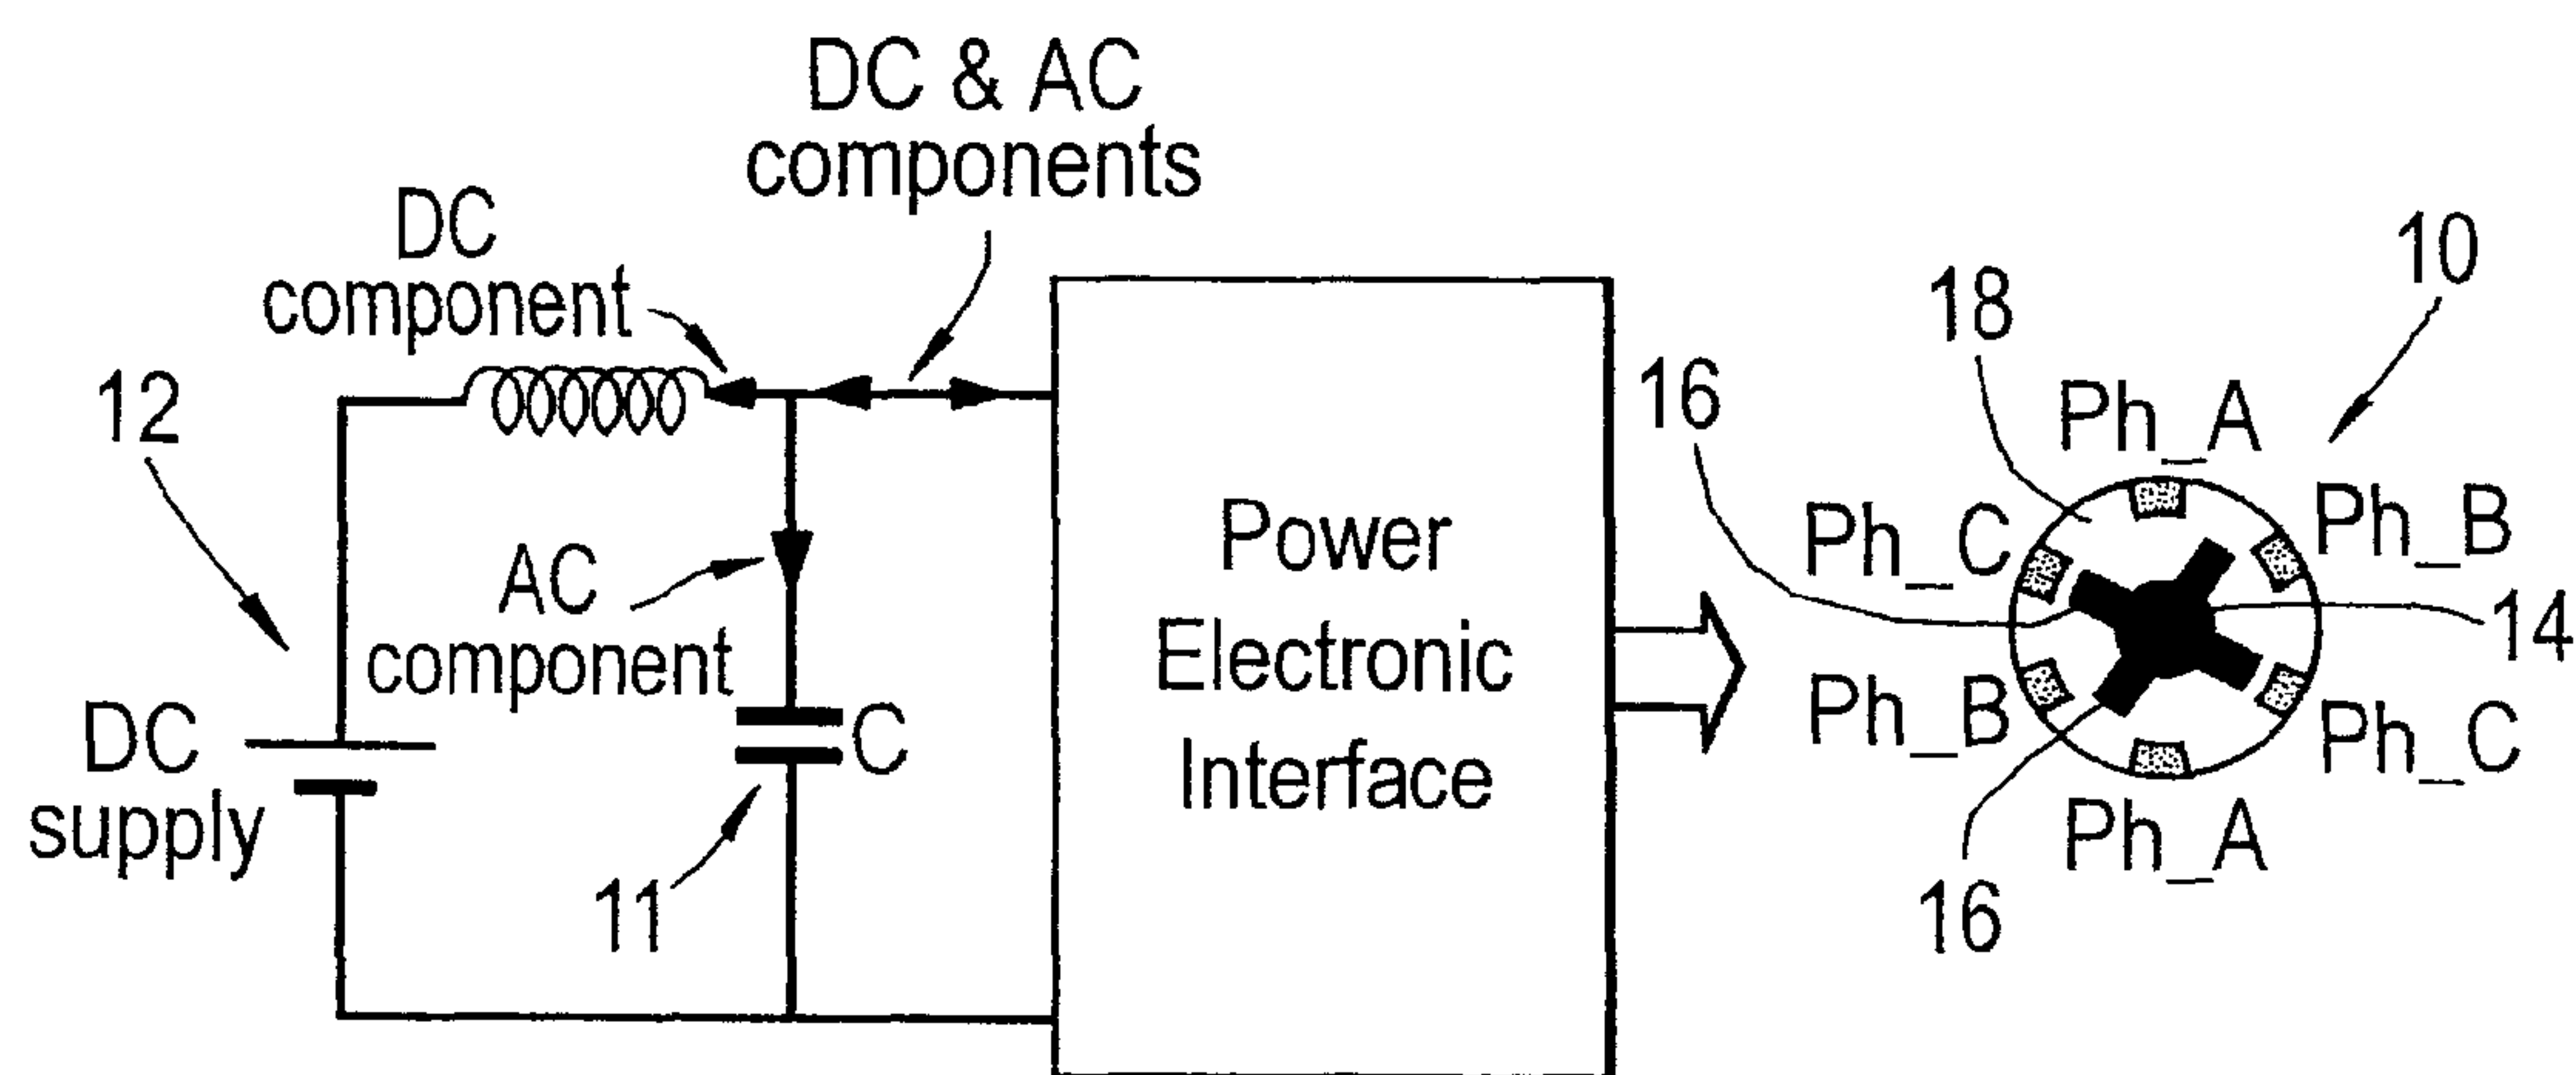 DC & AC
components
DC
component
12
AC
component
DC
supply
C
11
Power
Electronic
Interface
10
18
16
Ph_A
Ph_C
Ph_B
14
Ph_B
Ph_C
Ph_A
16